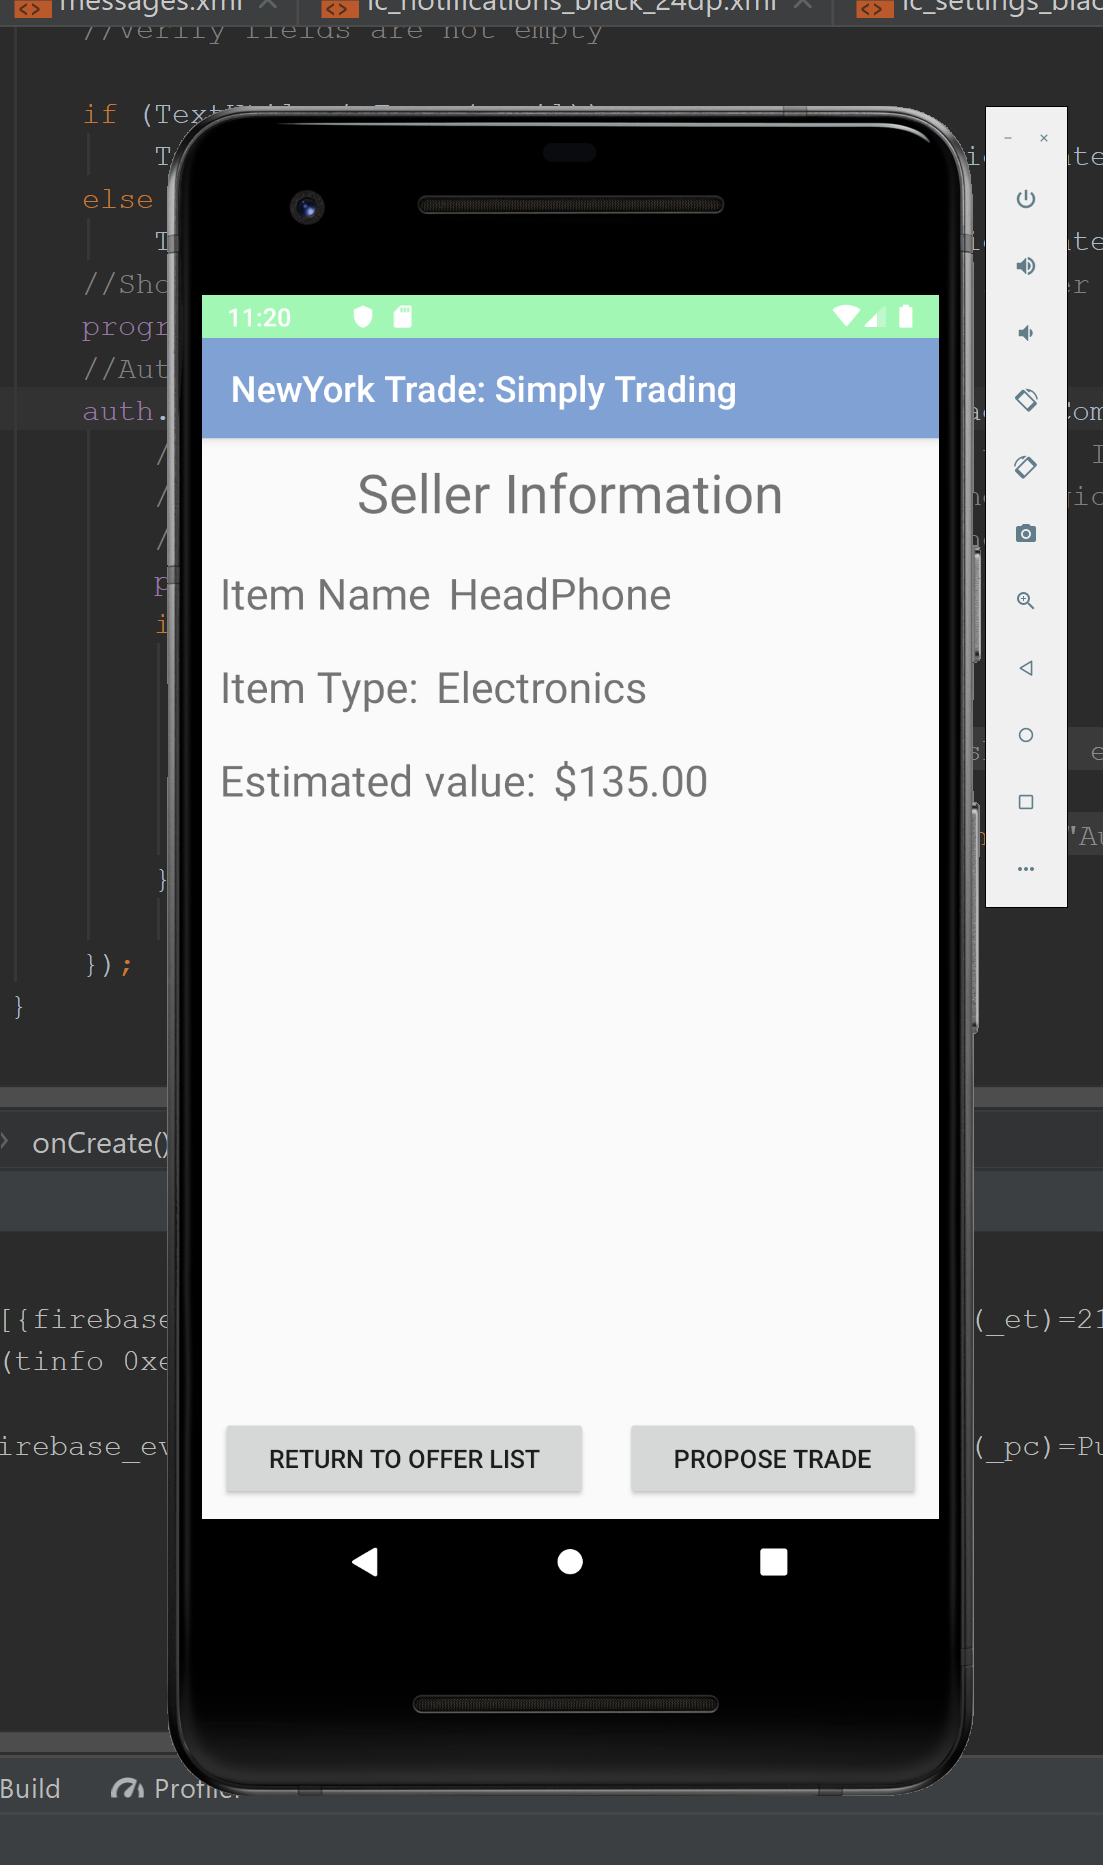 messages.xml ic_notifications_black_24dp.xml
//Verify fields are not empty
if
else
//Sho
progr
//Aut
auth.
}
});
}
11:20
NewYork Trade: Simply Trading
Seller Information
Item Name HeadPhone
Item Type: Electronics
Estimated value: $135.00
RETURN TO OFFER LIST PROPOSE TRADE
onCreate()
[{firebase (_et)=21
(tinfo 0xe
irebase_ev (_pc)=Pu
Build Profiler